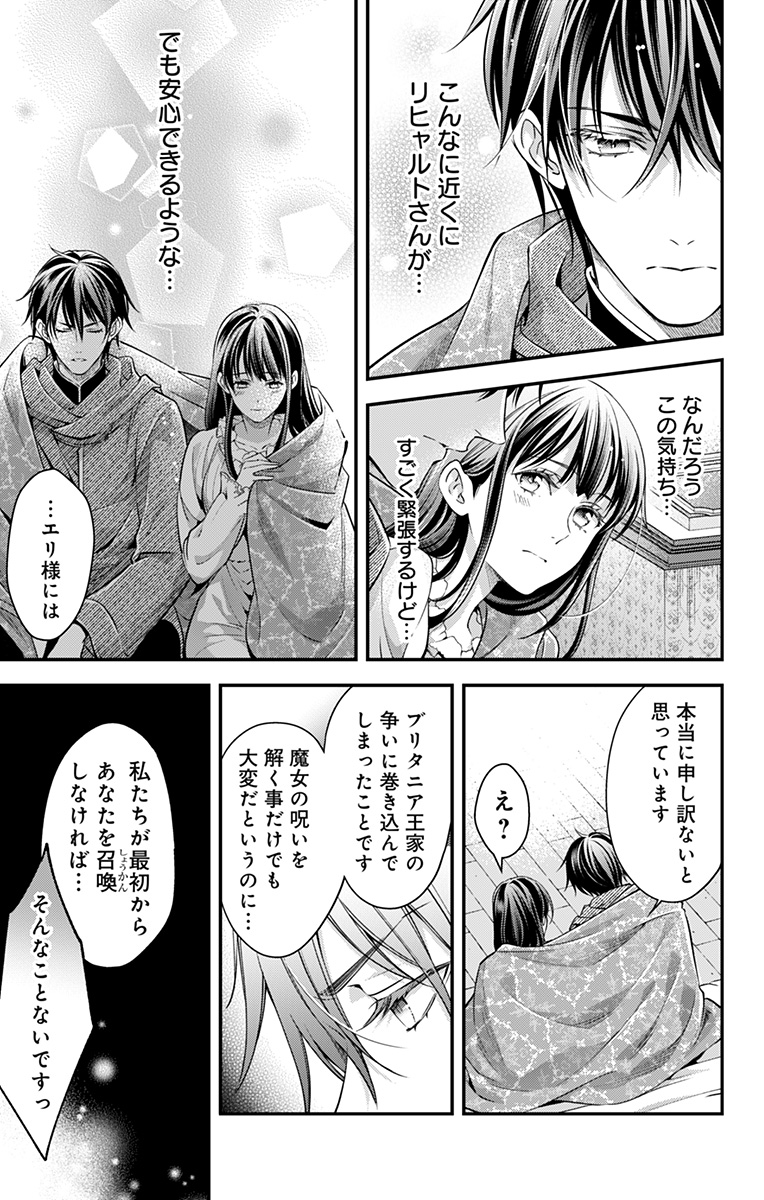 こんなに近くに
リヒャルトさんが…
なんだろう
この気持ち…
すごく緊張するけど…
でも安心できるような…
…エリ様には
本当に申し訳ないと
思っています
え？
ブリタニア王家の
争いに巻き込んで
しまったことです
魔女の呪いを
解く事だけでも
大変だというのに…
私たちが最初から
あなたを召喚
しょうかん
しなければ…
そんなことないですっ